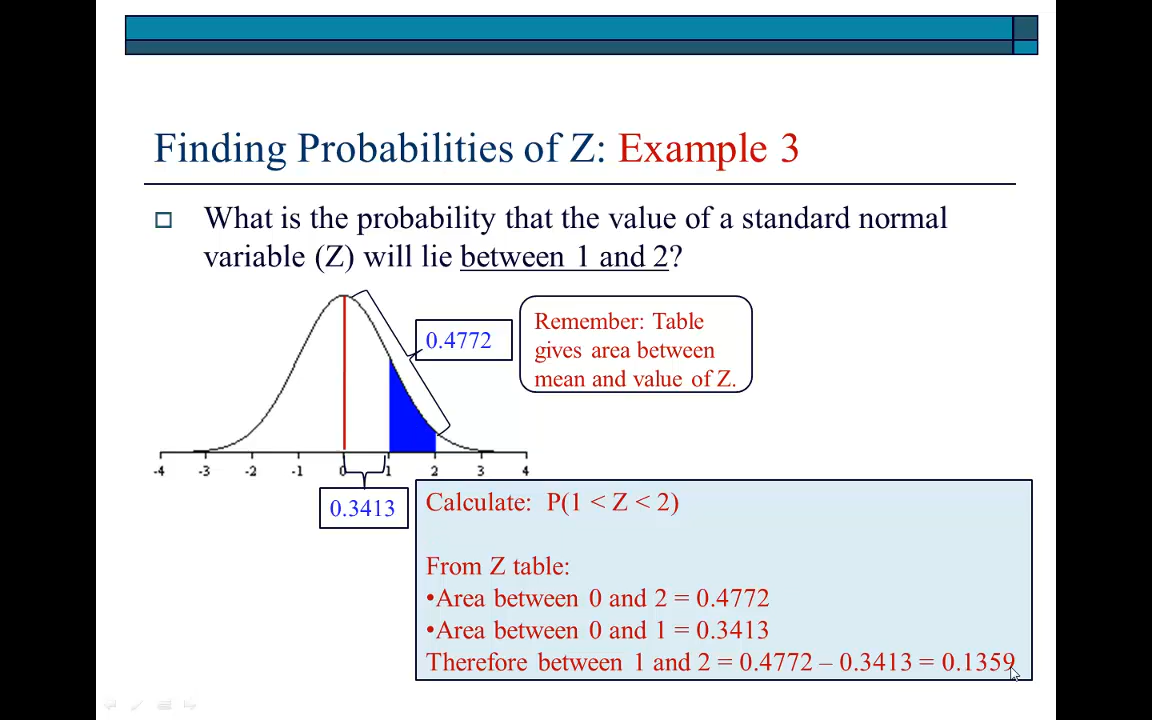 Finding Probabilities of Z: Example 3
What is the probability that the value of a standard normal
variable (Z) will lie between 1 and 2?
0.4772
Remember: Table
gives area between
mean and value of Z.
-4 -3 -2 -1 0 1 2 3 4
0.3413
Calculate: P(1 < Z < 2)
From Z table:
•Area between 0 and 2 = 0.4772
•Area between 0 and 1 = 0.3413
Therefore between 1 and 2 = 0.4772 – 0.3413 = 0.1359